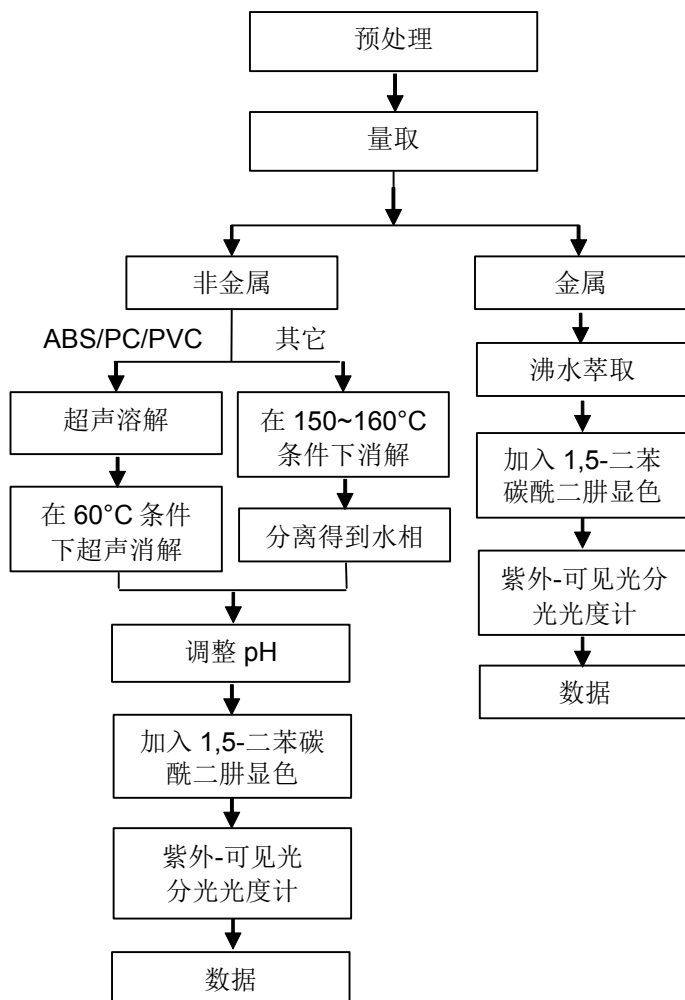 预处理
量取
非金属
金属
ABS/PC/PVC
其它
沸水萃取
超声溶解
在 150~160°C
条件下消解
加入 1,5-二苯
碳酰二肼显色
在 60°C 条件
下超声消解
分离得到水相
紫外-可见光分
光光度计
调整 pH
数据
加入 1,5-二苯碳
酰二肼显色
紫外-可见光
分光光度计
数据